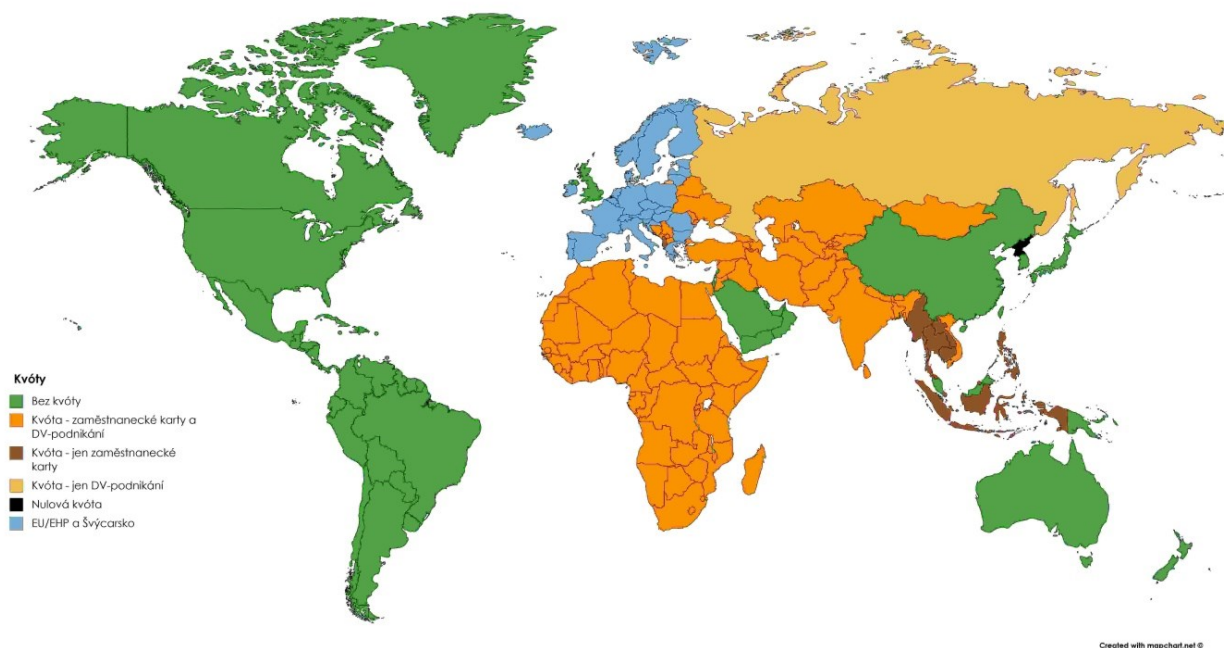 Kvóty
Bez kvóty
Kvóta - zaměstnanecké karty a
DV-podnikání
Kvóta - jen zaměstnanecké
karty
Kvóta - jen DV-podnikání
Nulová kvóta
EU/EHP a Švýcarsko
Created with mapchart.net ©